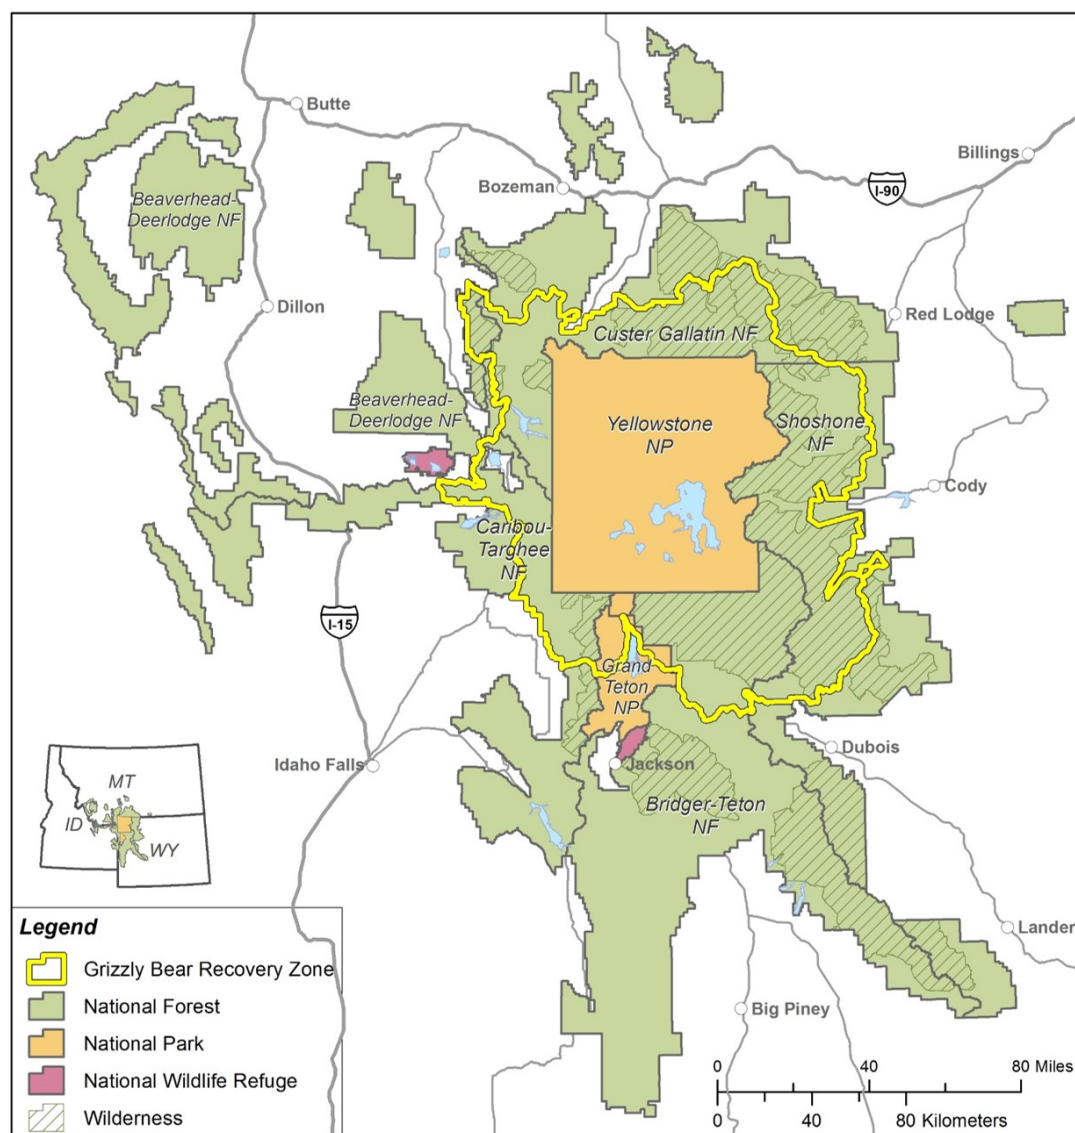 Butte
Billings
I-90
Bozeman
Beaverhead-
Deerlodge NF
Dillon
Red Lodge
Custer Gallatin NF
Beaverhead-
Deerlodge NF
Yellowstone
NP
Shoshone
NF
Cody
Caribou-
Targhee
NF
I-15
Grand
Teton
NP
Dubois
Idaho Falls
Jackson
Bridger-Teton
NF
MT
ID
WY
Lander
Big Piney
Legend
Grizzly Bear Recovery Zone
National Forest
National Park
National Wildlife Refuge
Wilderness
0 40 80 Miles
0 40 80 Kilometers